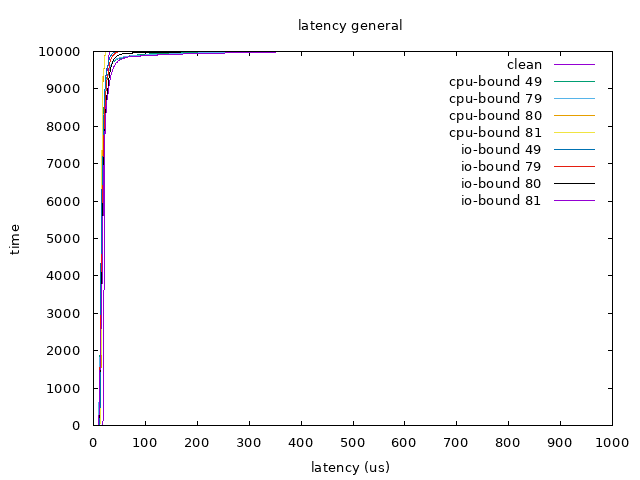 latency general
10000
9000
8000
7000
6000
5000
4000
3000
2000
1000
0
time
clean
cpu-bound 49
cpu-bound 79
cpu-bound 80
cpu-bound 81
io-bound 49
io-bound 79
io-bound 80
io-bound 81
0 100 200 300 400 500 600 700 800 900 1000
latency (us)